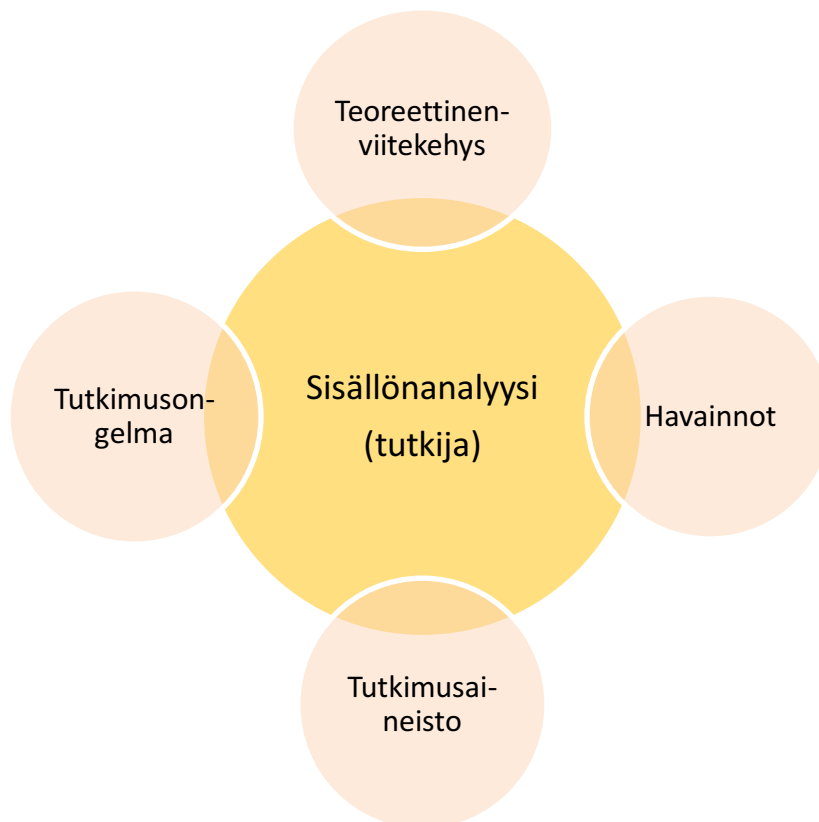 Teoreettinen-
viitekehys
Tutkimuson-
gelma
Sisällönanalyysi
(tutkija)
Havainnot
Tutkimusai-
neisto